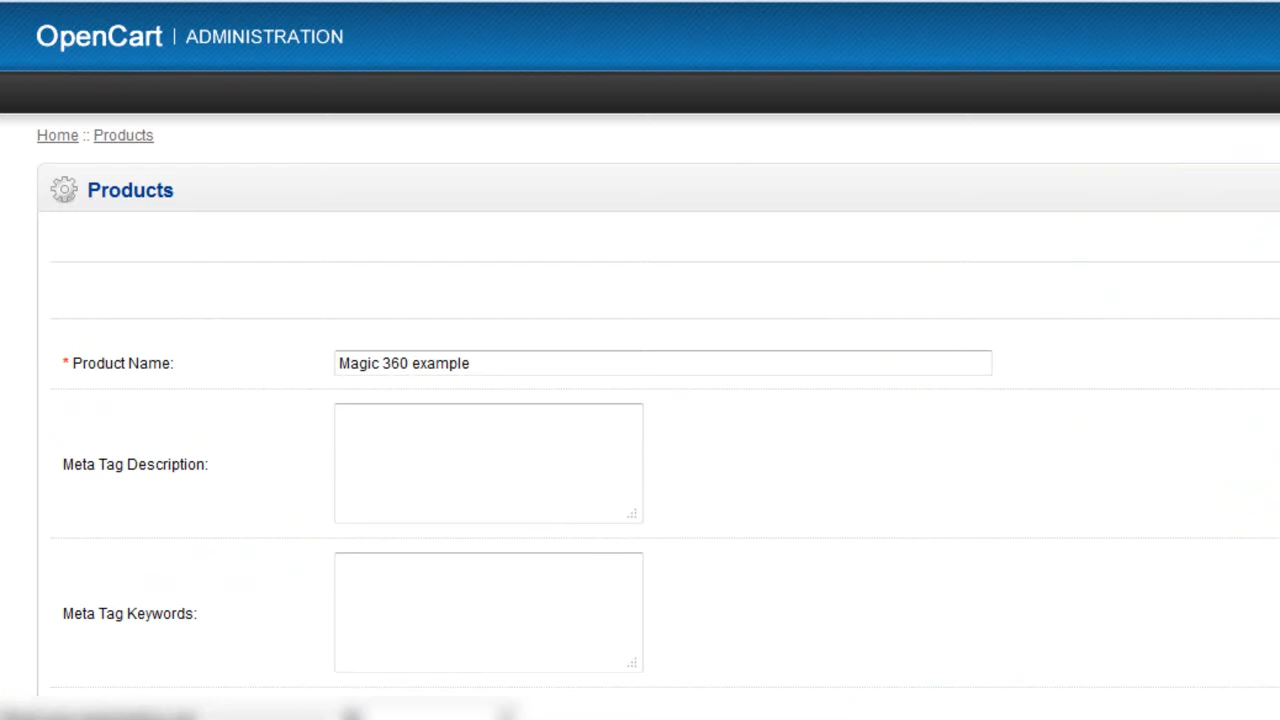 OpenCart | ADMINISTRATION
Home :: Products
Products
* Product Name: Magic 360 example
Meta Tag Description:
Meta Tag Keywords: